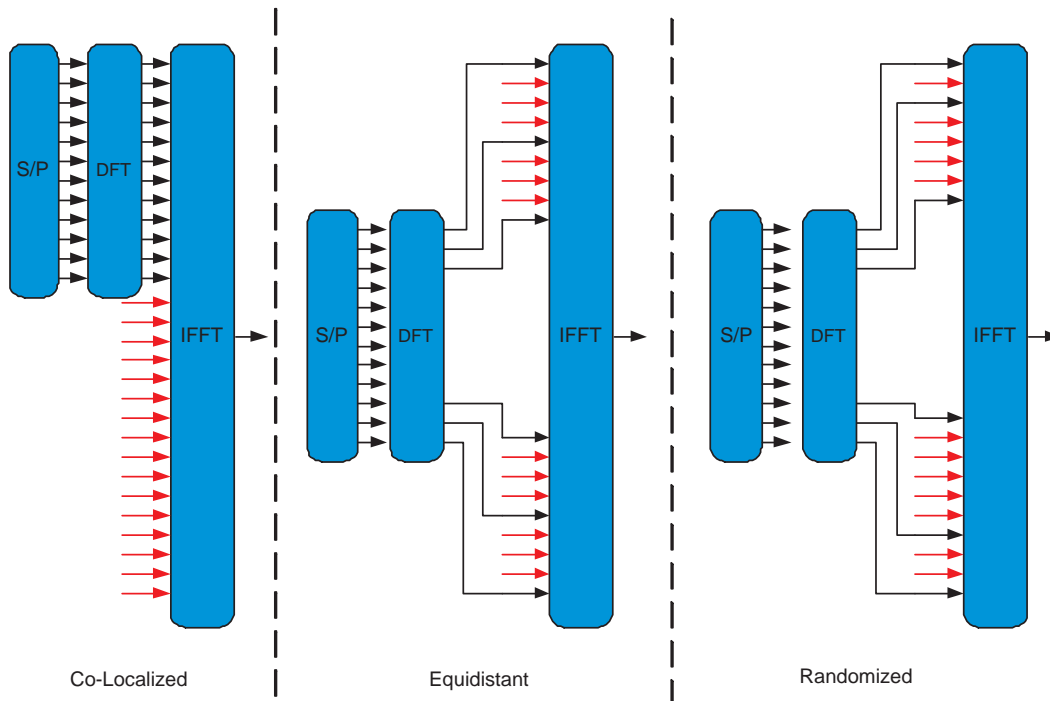 S/P
DFT
IFFT
Co-Localized
S/P
DFT
IFFT
Equidistant
S/P
DFT
IFFT
Randomized